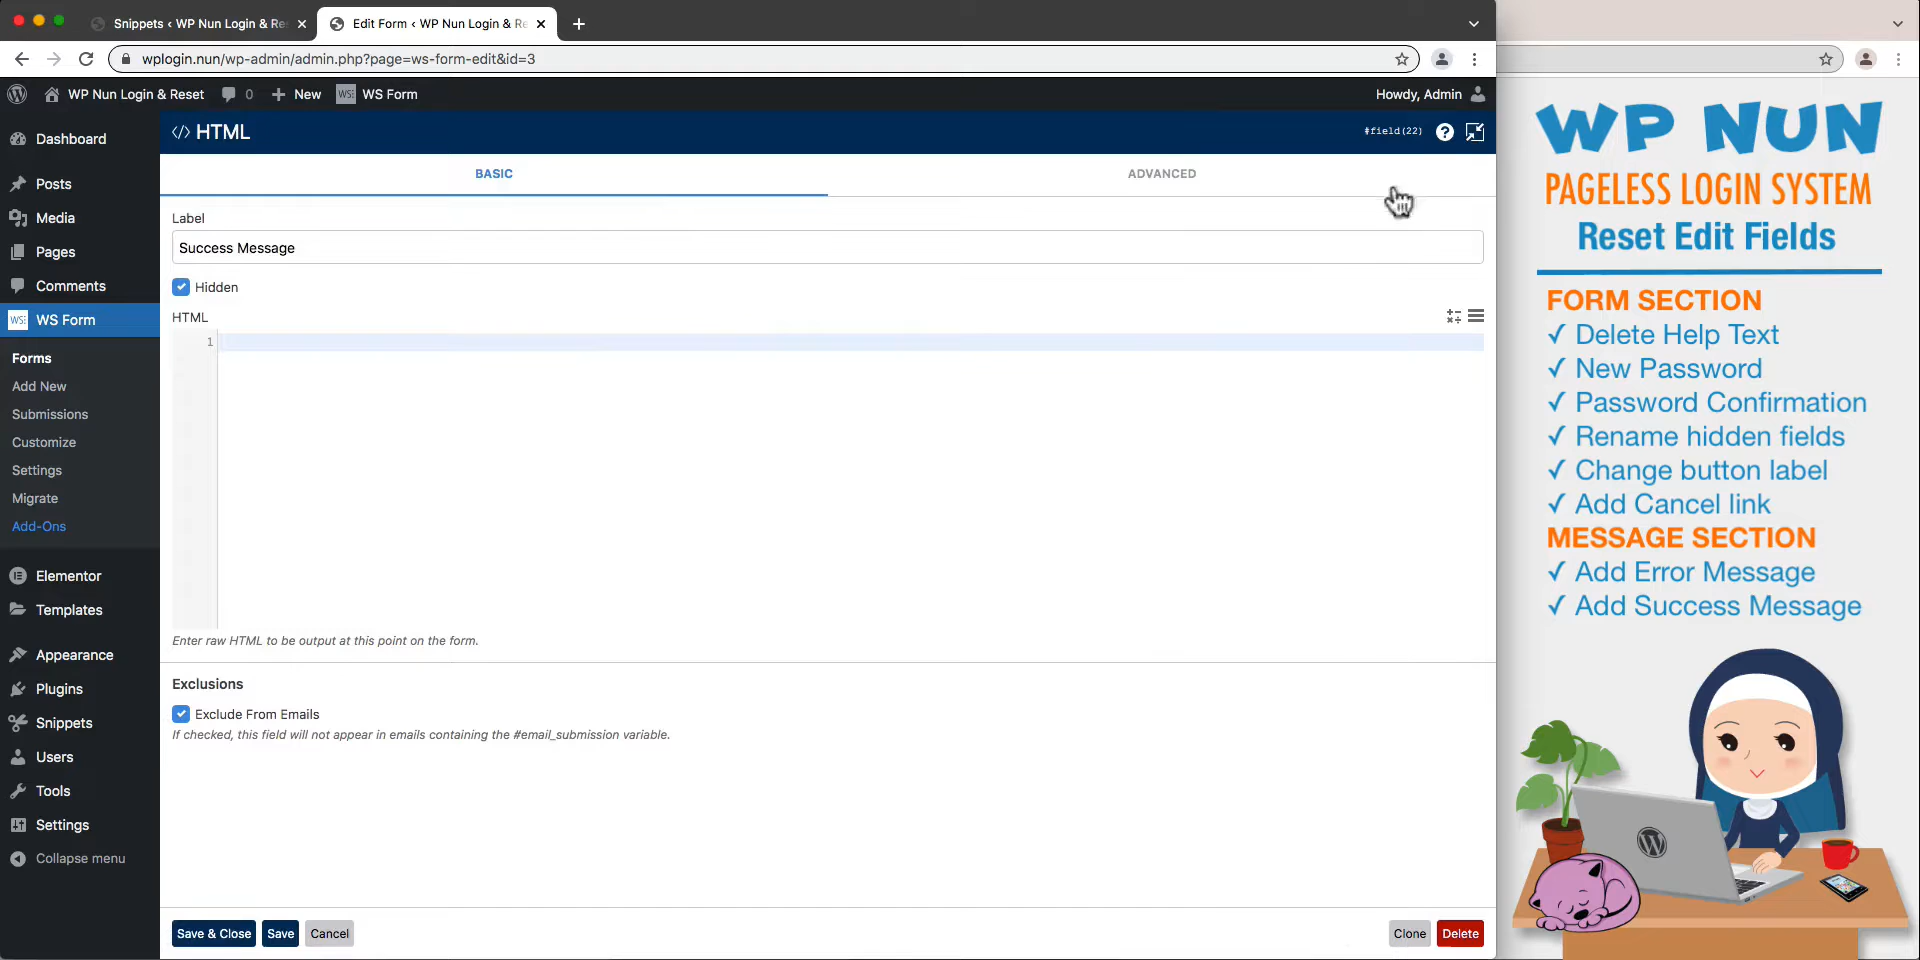 Snippets ‹ WP Nun Login & Re
Edit Form ‹ WP Nun Login & Re
wplogin.nun/wp-admin/admin.php?page=ws-form-edit&id=3
WP Nun Login & Reset
0
New
WS Form
Howdy, Admin
Dashboard
Posts
Media
Pages
Comments
WS Form
Forms
Add New
Submissions
Customize
Settings
Migrate
Add-Ons
Elementor
Templates
Appearance
Plugins
Snippets
Users
Tools
Settings
Collapse menu
</> HTML
#field(22)
BASIC
ADVANCED
Label
Success Message
Hidden
HTML
1
Enter raw HTML to be output at this point on the form.
Exclusions
Exclude From Emails
If checked, this field will not appear in emails containing the #email_submission variable.
Save & Close
Save
Cancel
Clone
Delete
WP NUN
PAGELESS LOGIN SYSTEM
Reset Edit Fields
FORM SECTION
✓ Delete Help Text
✓ New Password
✓ Password Confirmation
✓ Rename hidden fields
✓ Change button label
✓ Add Cancel link
MESSAGE SECTION
✓ Add Error Message
✓ Add Success Message